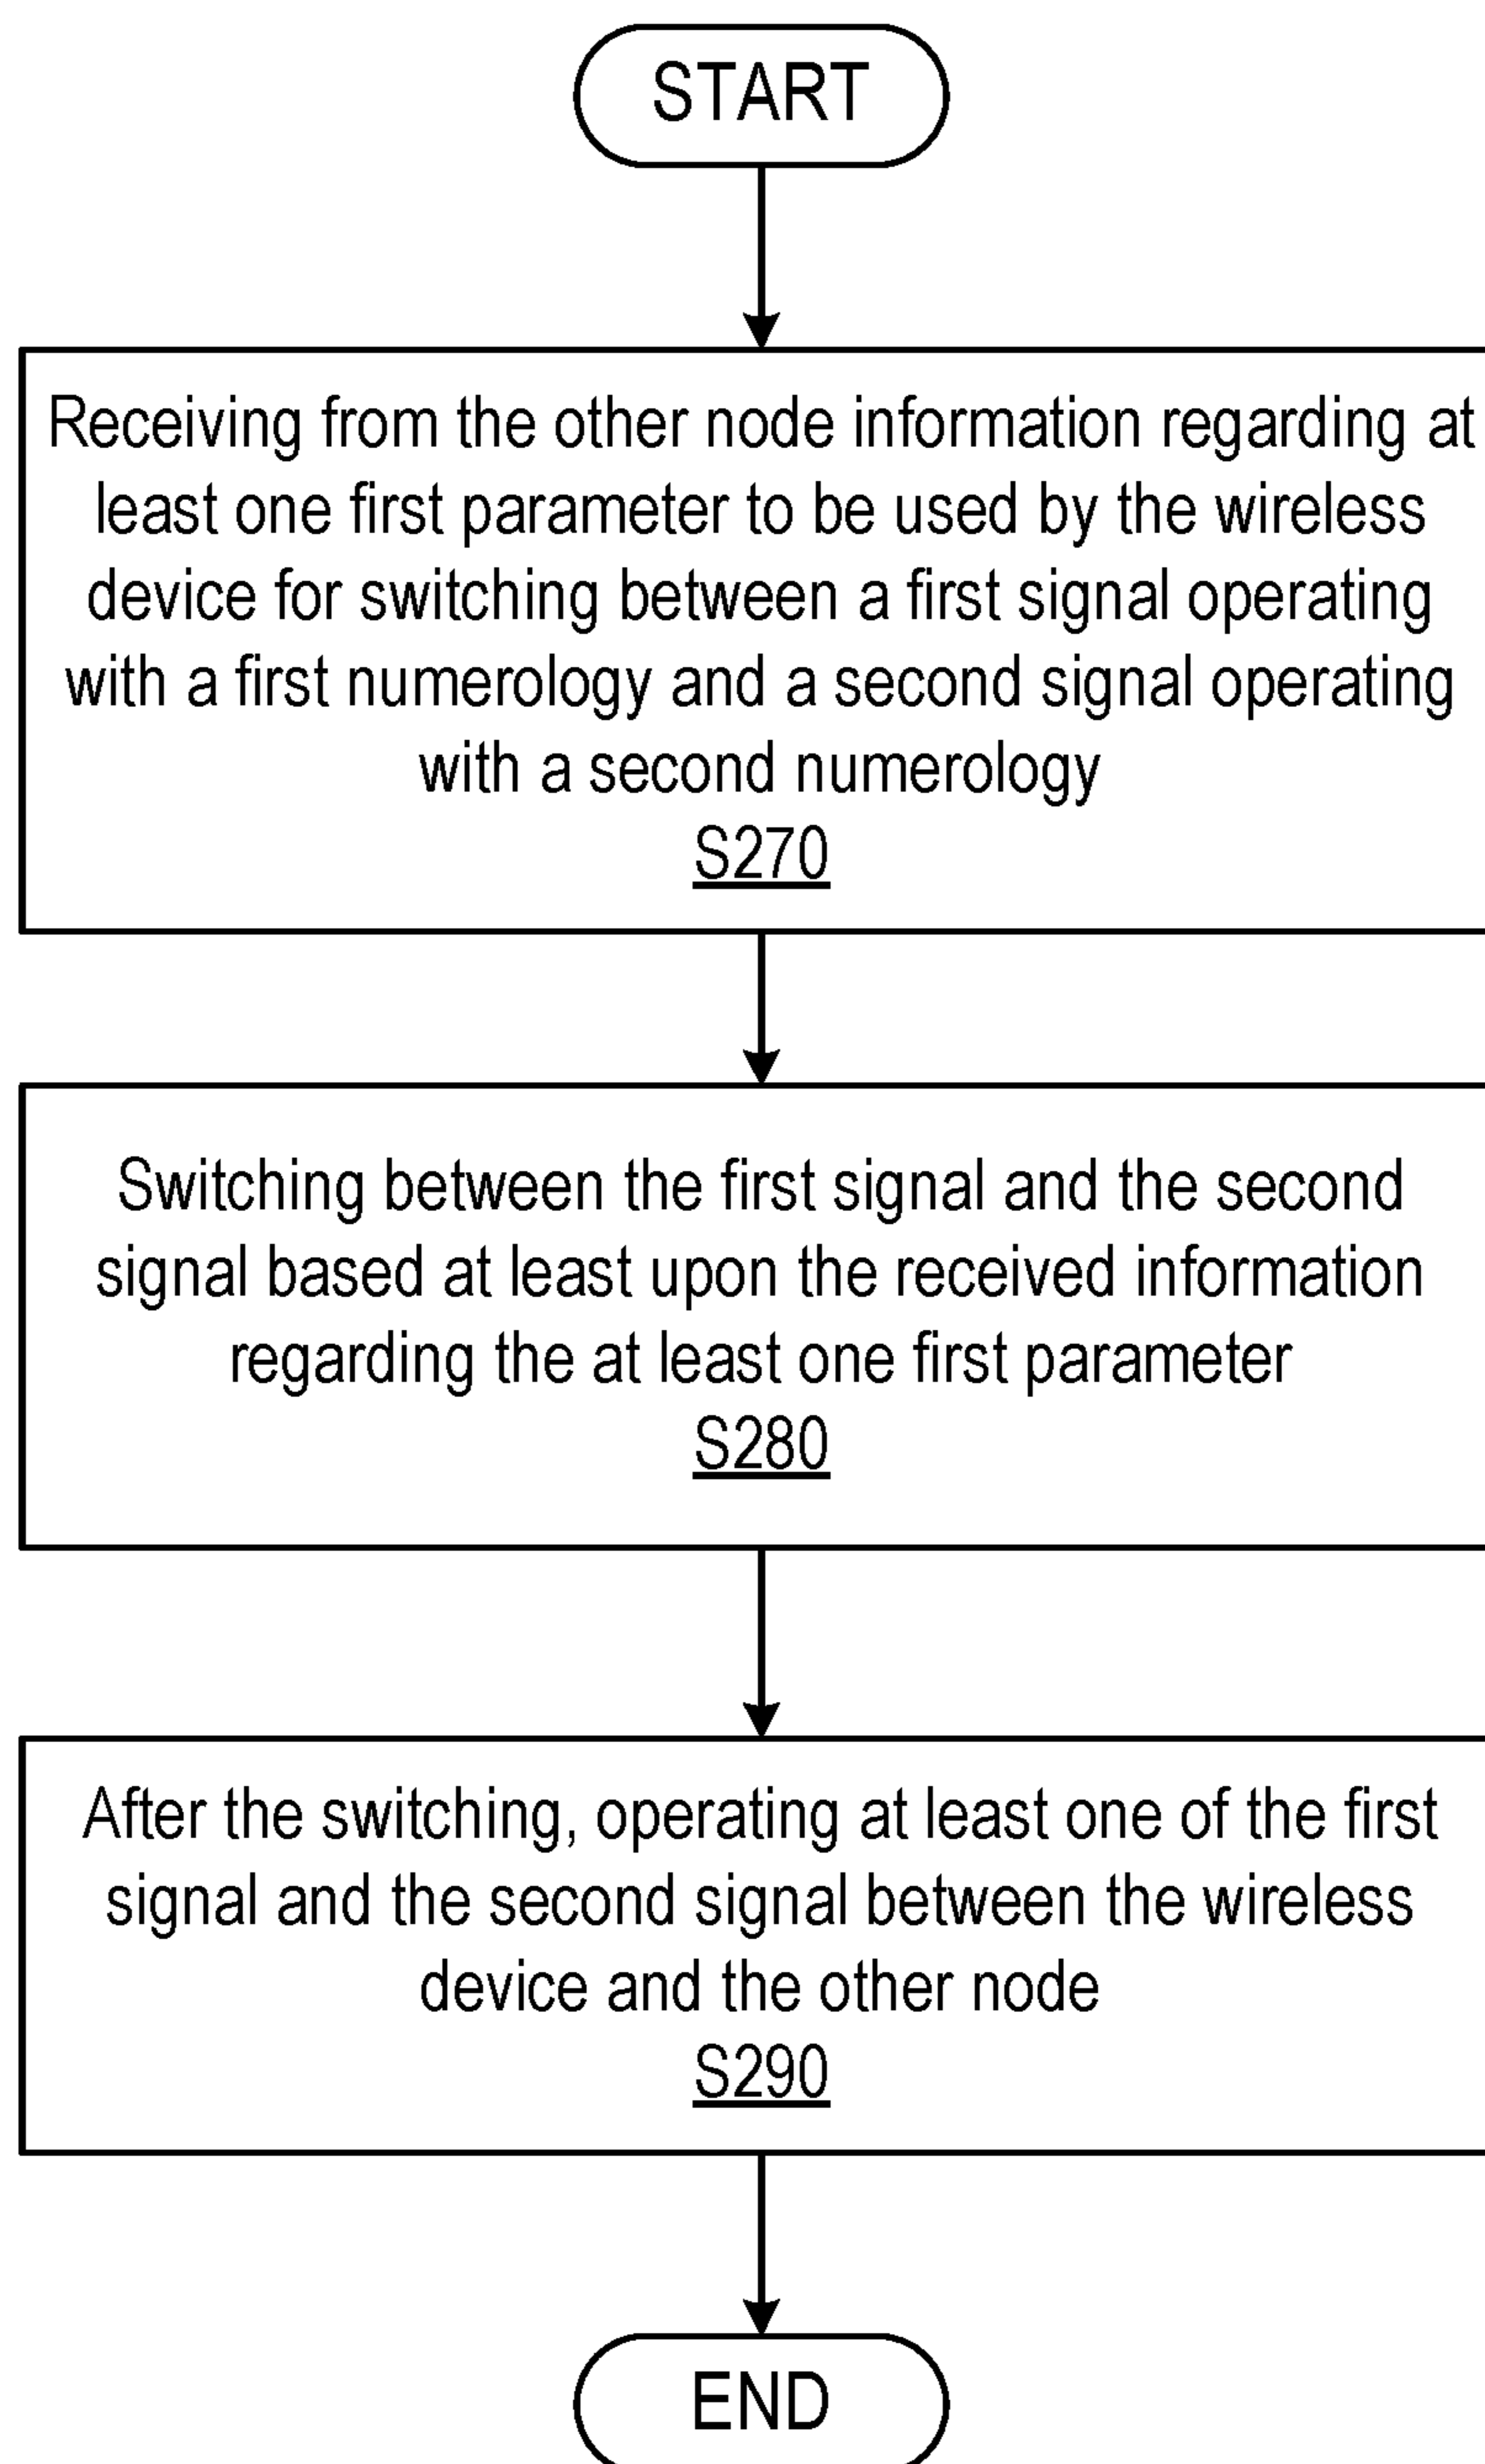 START
Receiving from the other node information regarding at
least one first parameter to be used by the wireless
device for switching between a first signal operating
with a first numerology and a second signal operating
with a second numerology
S270
Switching between the first signal and the second
signal based at least upon the received information
regarding the at least one first parameter
S280
After the switching, operating at least one of the first
signal and the second signal between the wireless
device and the other node
S290
END